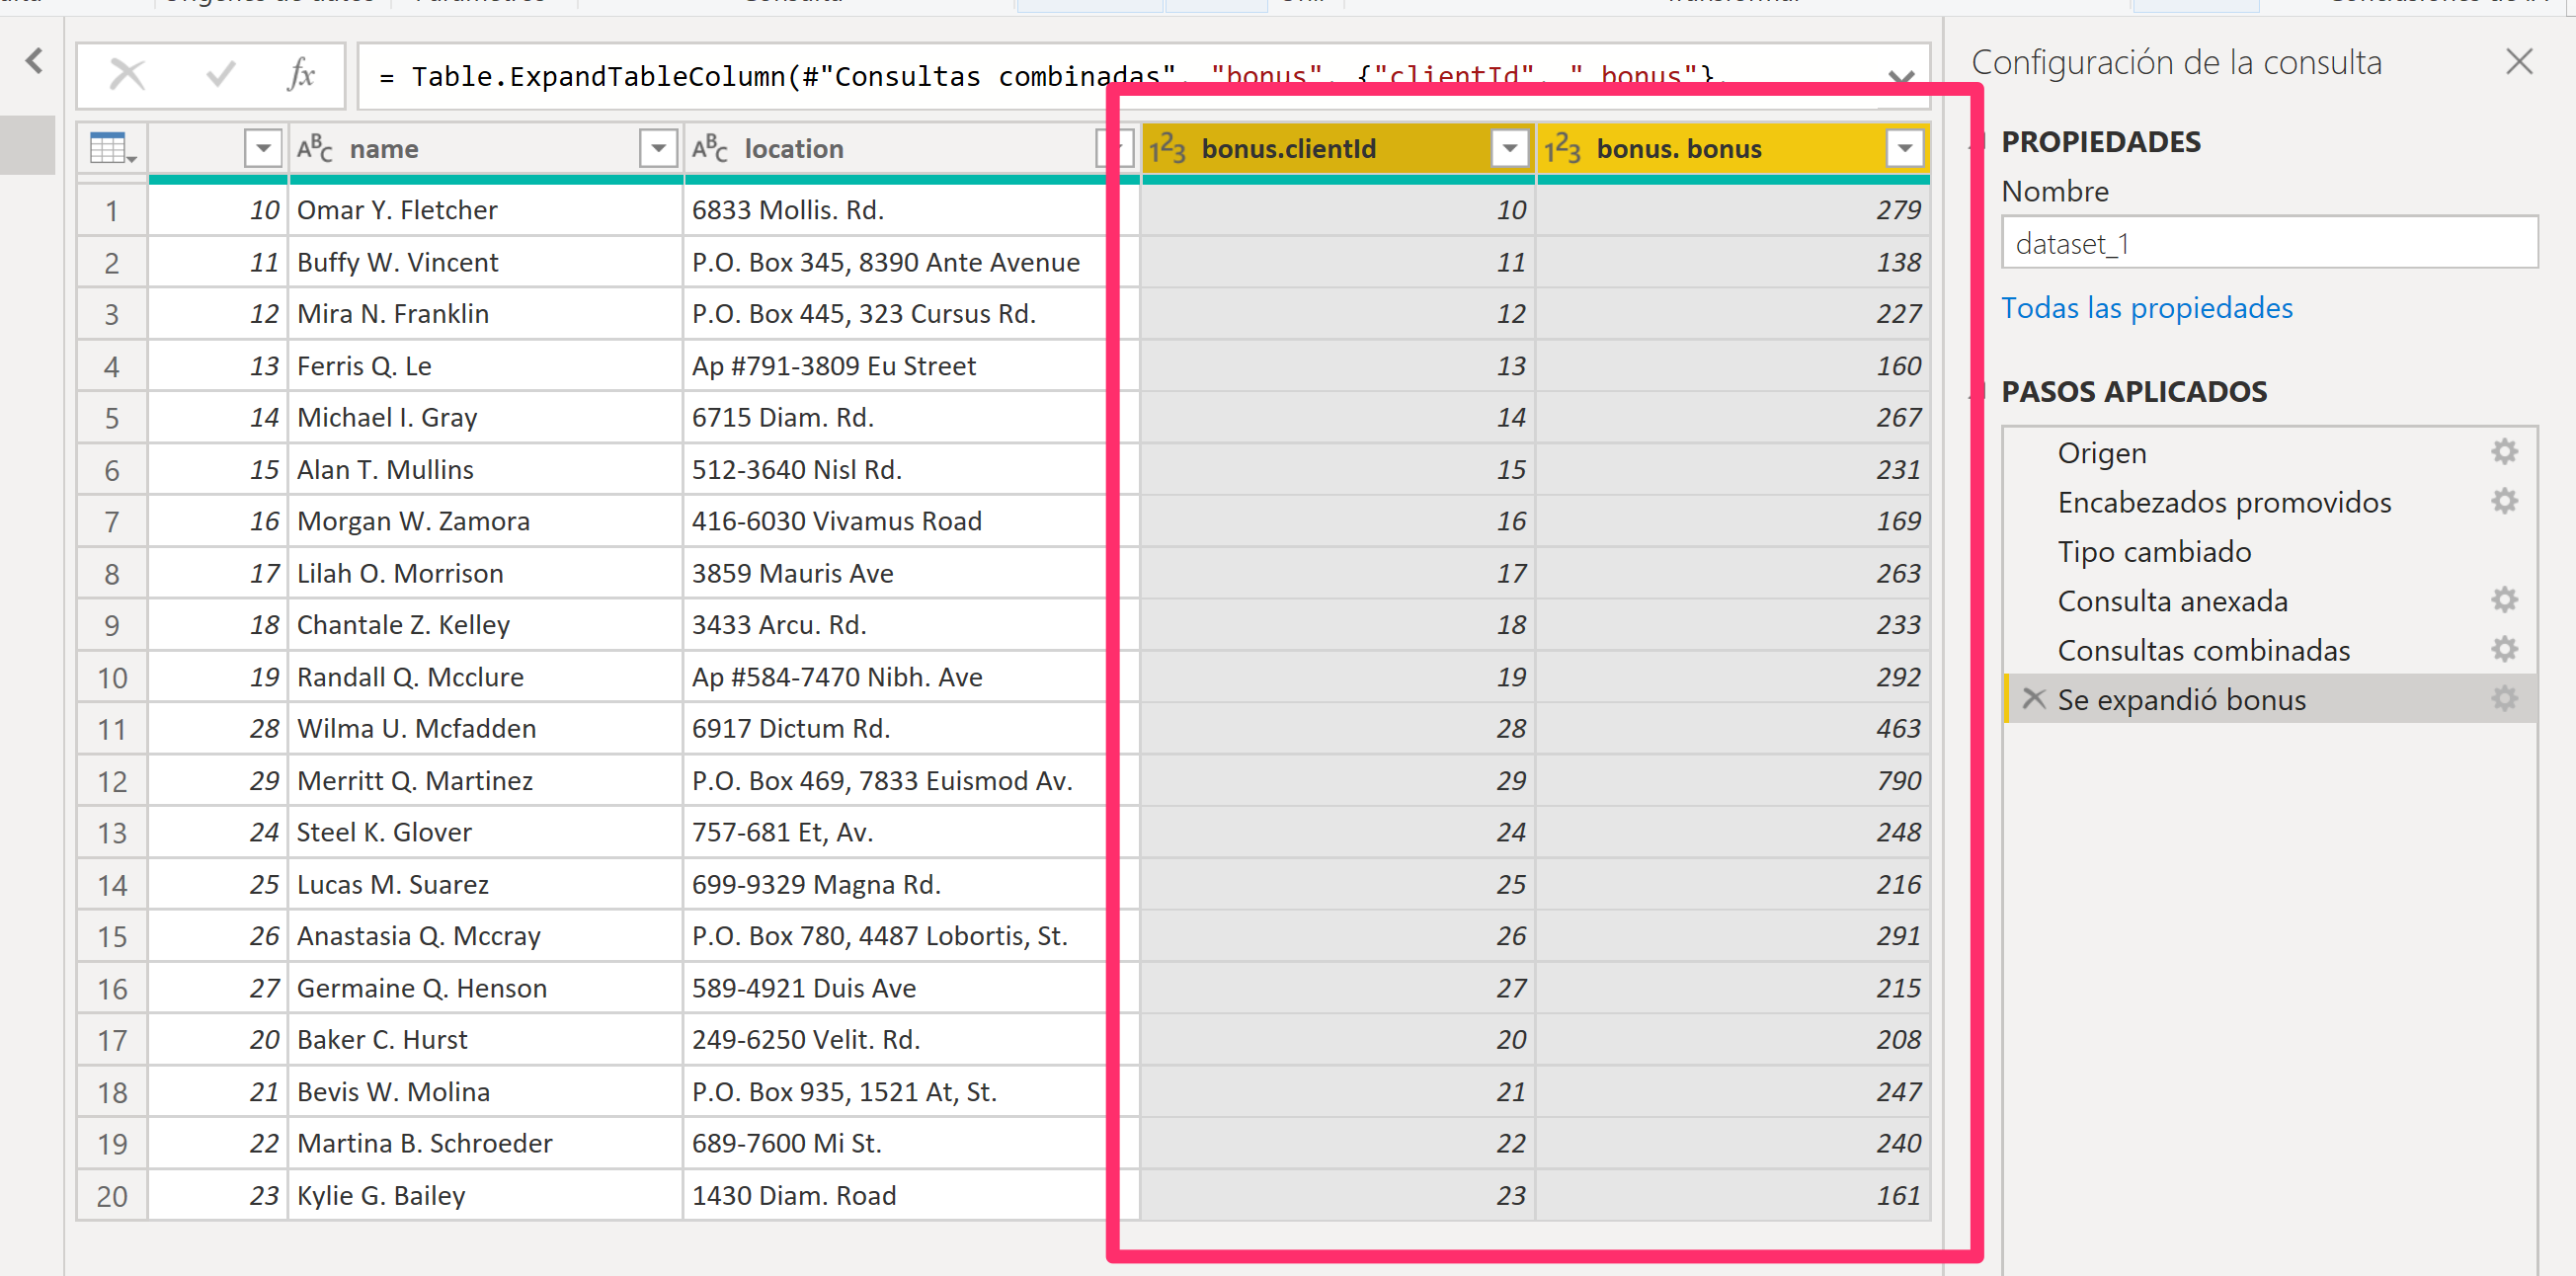 fx = Table.ExpandTableColumn(#"Consultas combinadas", "bonus", {"clientId", " bonus"},
Configuración de la consulta
name location bonus.clientId bonus. bonus
1 10 Omar Y. Fletcher 6833 Mollis. Rd. 10 279
2 11 Buffy W. Vincent P.O. Box 345, 8390 Ante Avenue 11 138
3 12 Mira N. Franklin P.O. Box 445, 323 Cursus Rd. 12 227
4 13 Ferris Q. Le Ap #791-3809 Eu Street 13 160
5 14 Michael I. Gray 6715 Diam. Rd. 14 267
6 15 Alan T. Mullins 512-3640 Nisl Rd. 15 231
7 16 Morgan W. Zamora 416-6030 Vivamus Road 16 169
8 17 Lilah O. Morrison 3859 Mauris Ave 17 263
9 18 Chantale Z. Kelley 3433 Arcu. Rd. 18 233
10 19 Randall Q. Mcclure Ap #584-7470 Nibh. Ave 19 292
11 28 Wilma U. Mcfadden 6917 Dictum Rd. 28 463
12 29 Merritt Q. Martinez P.O. Box 469, 7833 Euismod Av. 29 790
13 24 Steel K. Glover 757-681 Et, Av. 24 248
14 25 Lucas M. Suarez 699-9329 Magna Rd. 25 216
15 26 Anastasia Q. Mccray P.O. Box 780, 4487 Lobortis, St. 26 291
16 27 Germaine Q. Henson 589-4921 Duis Ave 27 215
17 20 Baker C. Hurst 249-6250 Velit. Rd. 20 208
18 21 Bevis W. Molina P.O. Box 935, 1521 At, St. 21 247
19 22 Martina B. Schroeder 689-7600 Mi St. 22 240
20 23 Kylie G. Bailey 1430 Diam. Road 23 161
PROPIEDADES
Nombre
dataset_1
Todas las propiedades
PASOS APLICADOS
Origen
Encabezados promovidos
Tipo cambiado
Consulta anexada
Consultas combinadas
Se expandió bonus